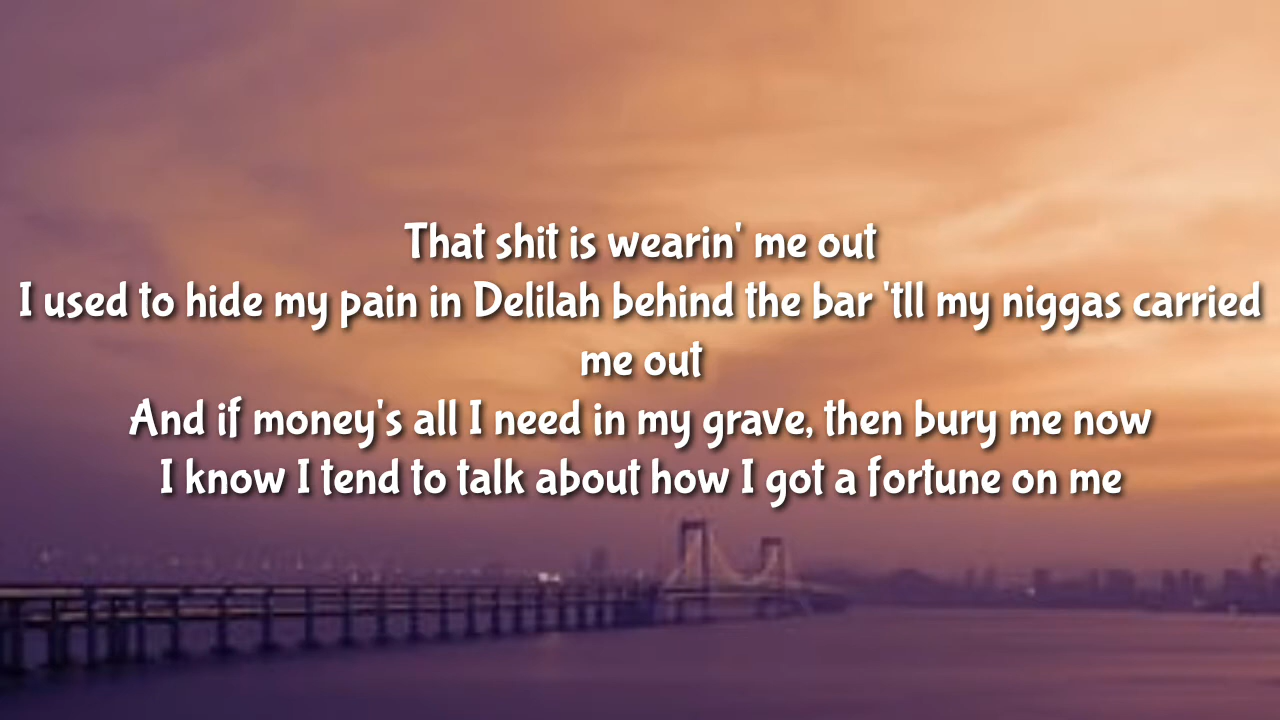 That shit is wearin' me out
I used to hide my pain in Delilah behind the bar 'tll my niggas carried
me out
And if money's all I need in my grave, then bury me now
I know I tend to talk about how I got a fortune on me